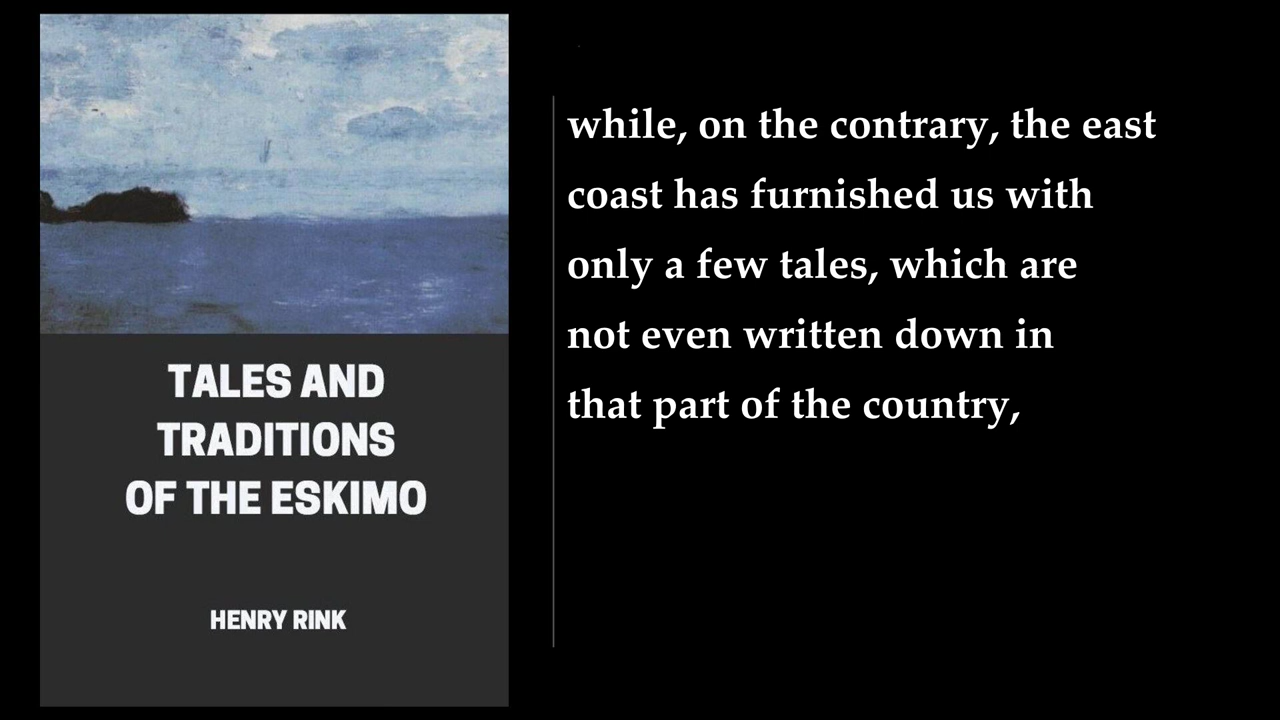 TALES AND
TRADITIONS
OF THE ESKIMO
HENRY RINK
while, on the contrary, the east
coast has furnished us with
only a few tales, which are
not even written down in
that part of the country,